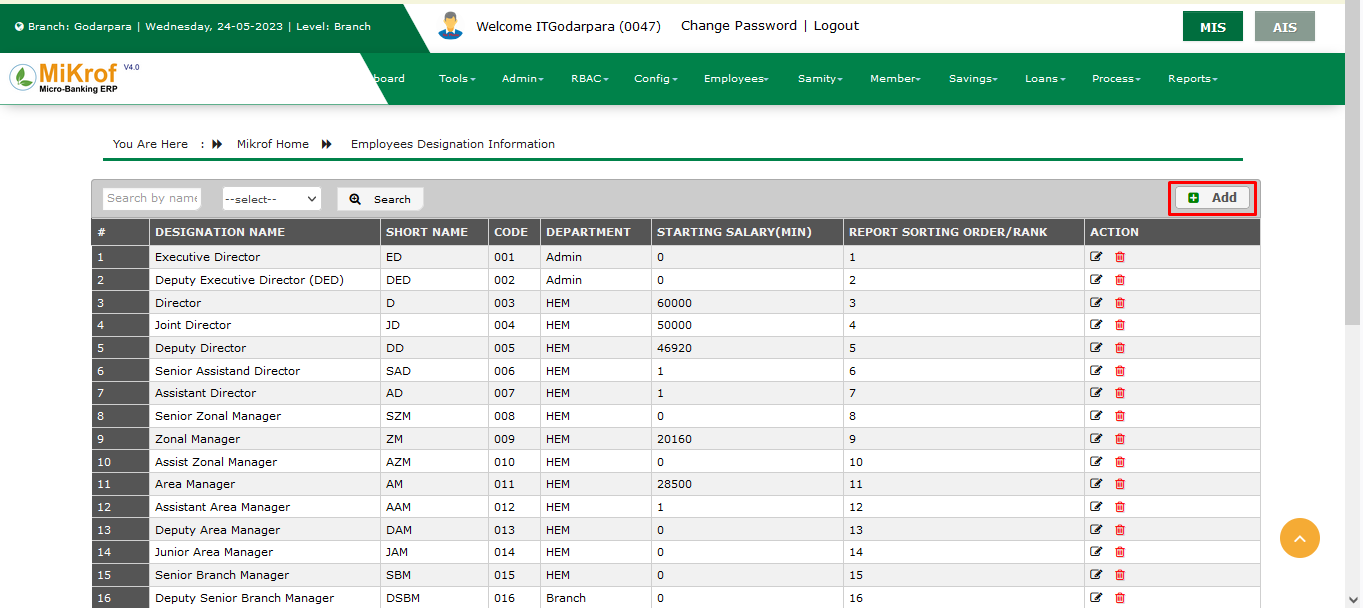 Branch: Godarpara | Wednesday, 24-05-2023 | Level: Branch
Welcome ITGodarpara (0047) Change Password | Logout
MIS AIS
MiKrof V4.0
Micro-Banking ERP
board Tools Admin RBAC Config Employees Samity Member Savings Loans Process Reports
You Are Here : Mikrof Home Employees Designation Information
Search by name --select-- Search Add
# DESIGNATION NAME SHORT NAME CODE DEPARTMENT STARTING SALARY(MIN) REPORT SORTING ORDER/RANK ACTION
1 Executive Director ED 001 Admin 0 1
2 Deputy Executive Director (DED) DED 002 Admin 0 2
3 Director D 003 HEM 60000 3
4 Joint Director JD 004 HEM 50000 4
5 Deputy Director DD 005 HEM 46920 5
6 Senior Assistand Director SAD 006 HEM 1 6
7 Assistant Director AD 007 HEM 1 7
8 Senior Zonal Manager SZM 008 HEM 0 8
9 Zonal Manager ZM 009 HEM 20160 9
10 Assist Zonal Manager AZM 010 HEM 0 10
11 Area Manager AM 011 HEM 28500 11
12 Assistant Area Manager AAM 012 HEM 1 12
13 Deputy Area Manager DAM 013 HEM 0 13
14 Junior Area Manager JAM 014 HEM 0 14
15 Senior Branch Manager SBM 015 HEM 0 15
16 Deputy Senior Branch Manager DSBM 016 Branch 0 16